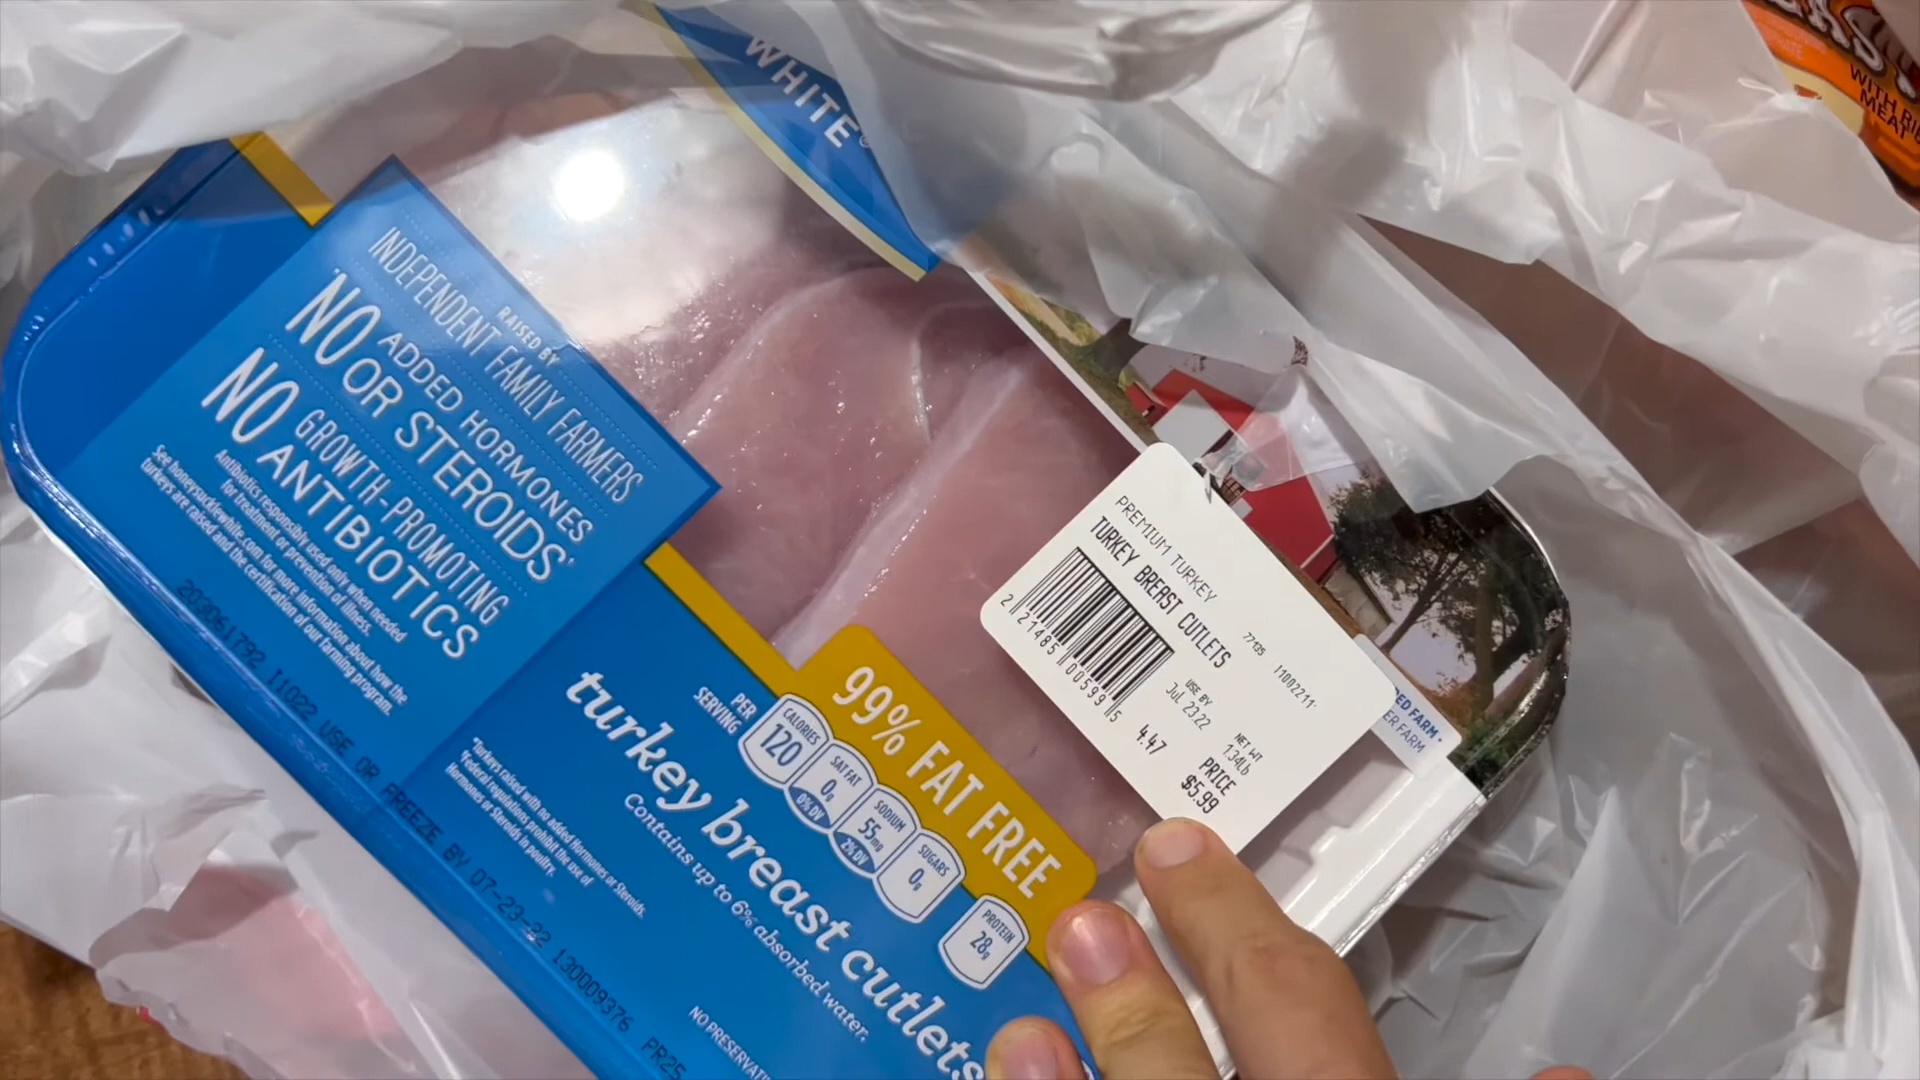 WHITE®
RAISED BY
INDEPENDENT FAMILY FARMERS
NO ADDED HORMONES
OR STEROIDS*
NO GROWTH-PROMOTING
ANTIBIOTICS
Antibiotics responsibly used only when needed
for treatment or prevention of illness.
See honeysucklewhite.com for more information about how the
turkeys are raised and the certification of our farming program.
203061792 11022 USE OR FREEZE BY 07-23-22 130009376 PR25
99% FAT FREE
PER
SERVING
CALORIES
120
SAT FAT
0g
0% DV
SODIUM
55mg
2% DV
SUGARS
0g
PROTEIN
28g
turkey breast cutlets
Contains up to 6% absorbed water.
*Turkeys raised with no added Hormones or Steroids.
Federal regulations prohibit the use of
Hormones or Steroids in poultry.
PREMIUM TURKEY
TURKEY BREAST CUTLETS
77135
2 21485 00599 5
USE BY
Jul. 23.22
NET WT
1.34Lb
4.47
PRICE
$5.99
FARM
FARM
WITH
MEAT